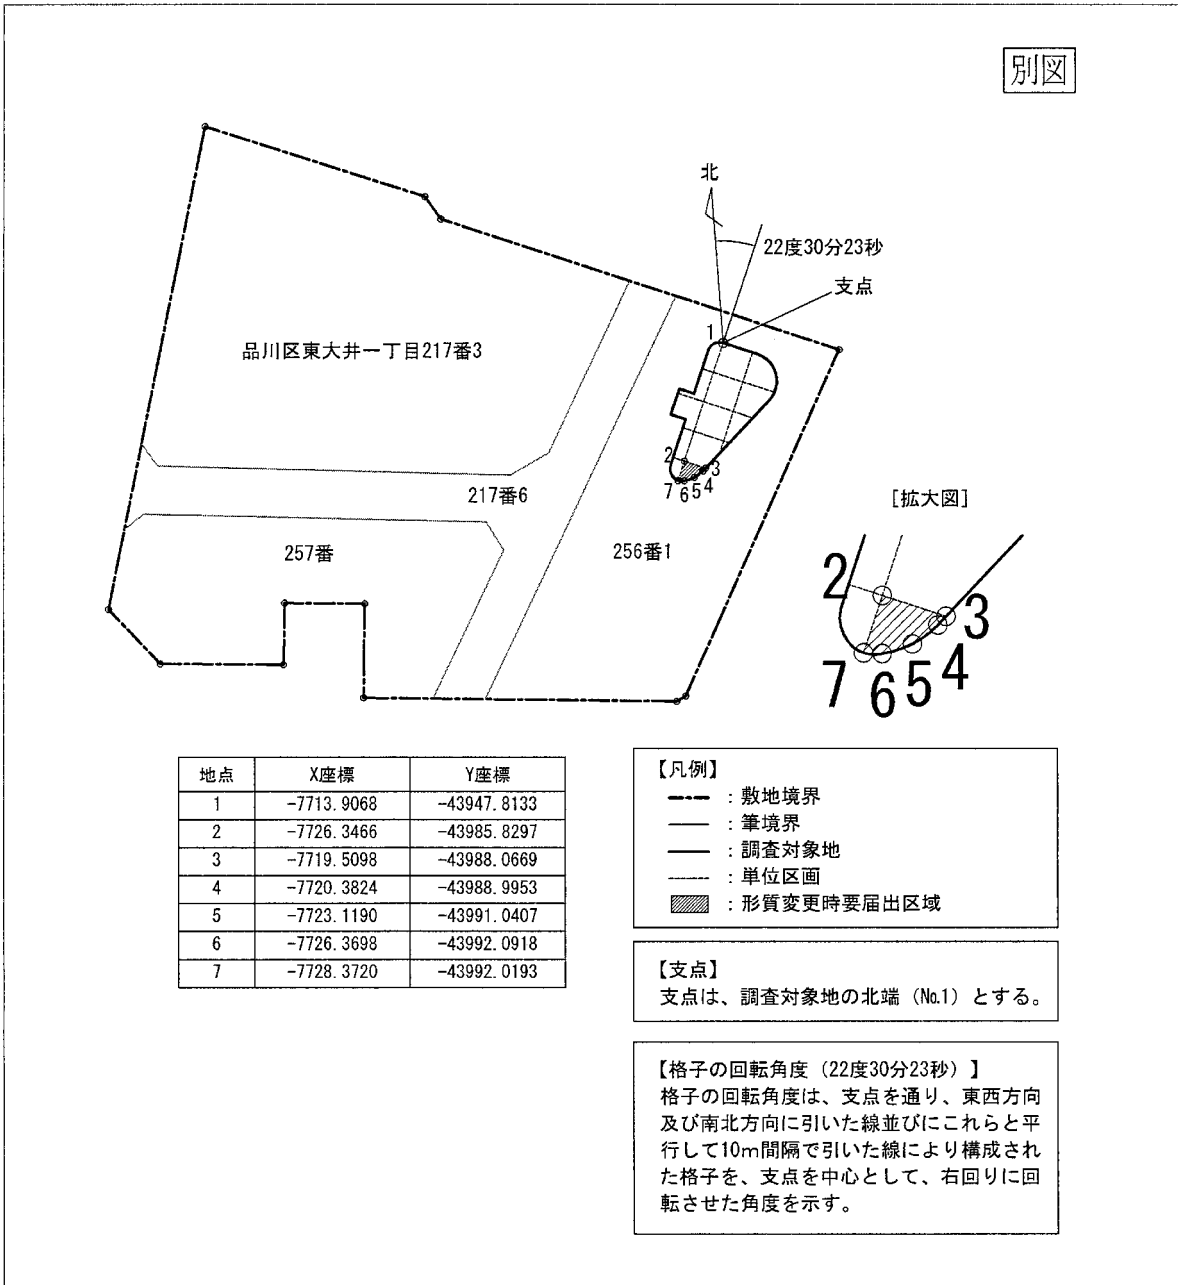 別図
北
22度30分23秒
支点
1
品川区東大井一丁目217番3
2
3
4
5
6
7
217番6
257番
256番1
[拡大図]
2
3
4
5
6
7
地点 X座標 Y座標
1 -7713.9068 -43947.8133
2 -7726.3466 -43985.8297
3 -7719.5098 -43988.0669
4 -7720.3824 -43988.9953
5 -7723.1190 -43991.0407
6 -7726.3698 -43992.0918
7 -7728.3720 -43992.0193
【凡例】
：敷地境界
：筆境界
：調査対象地
：単位区画
：形質変更時要届出区域
【支点】
支点は、調査対象地の北端（№1）とする。
【格子の回転角度（22度30分23秒）】
格子の回転角度は、支点を通り、東西方向
及び南北方向に引いた線並びにこれらと平
行して10m間隔で引いた線により構成され
た格子を、支点を中心として、右回りに回
転させた角度を示す。